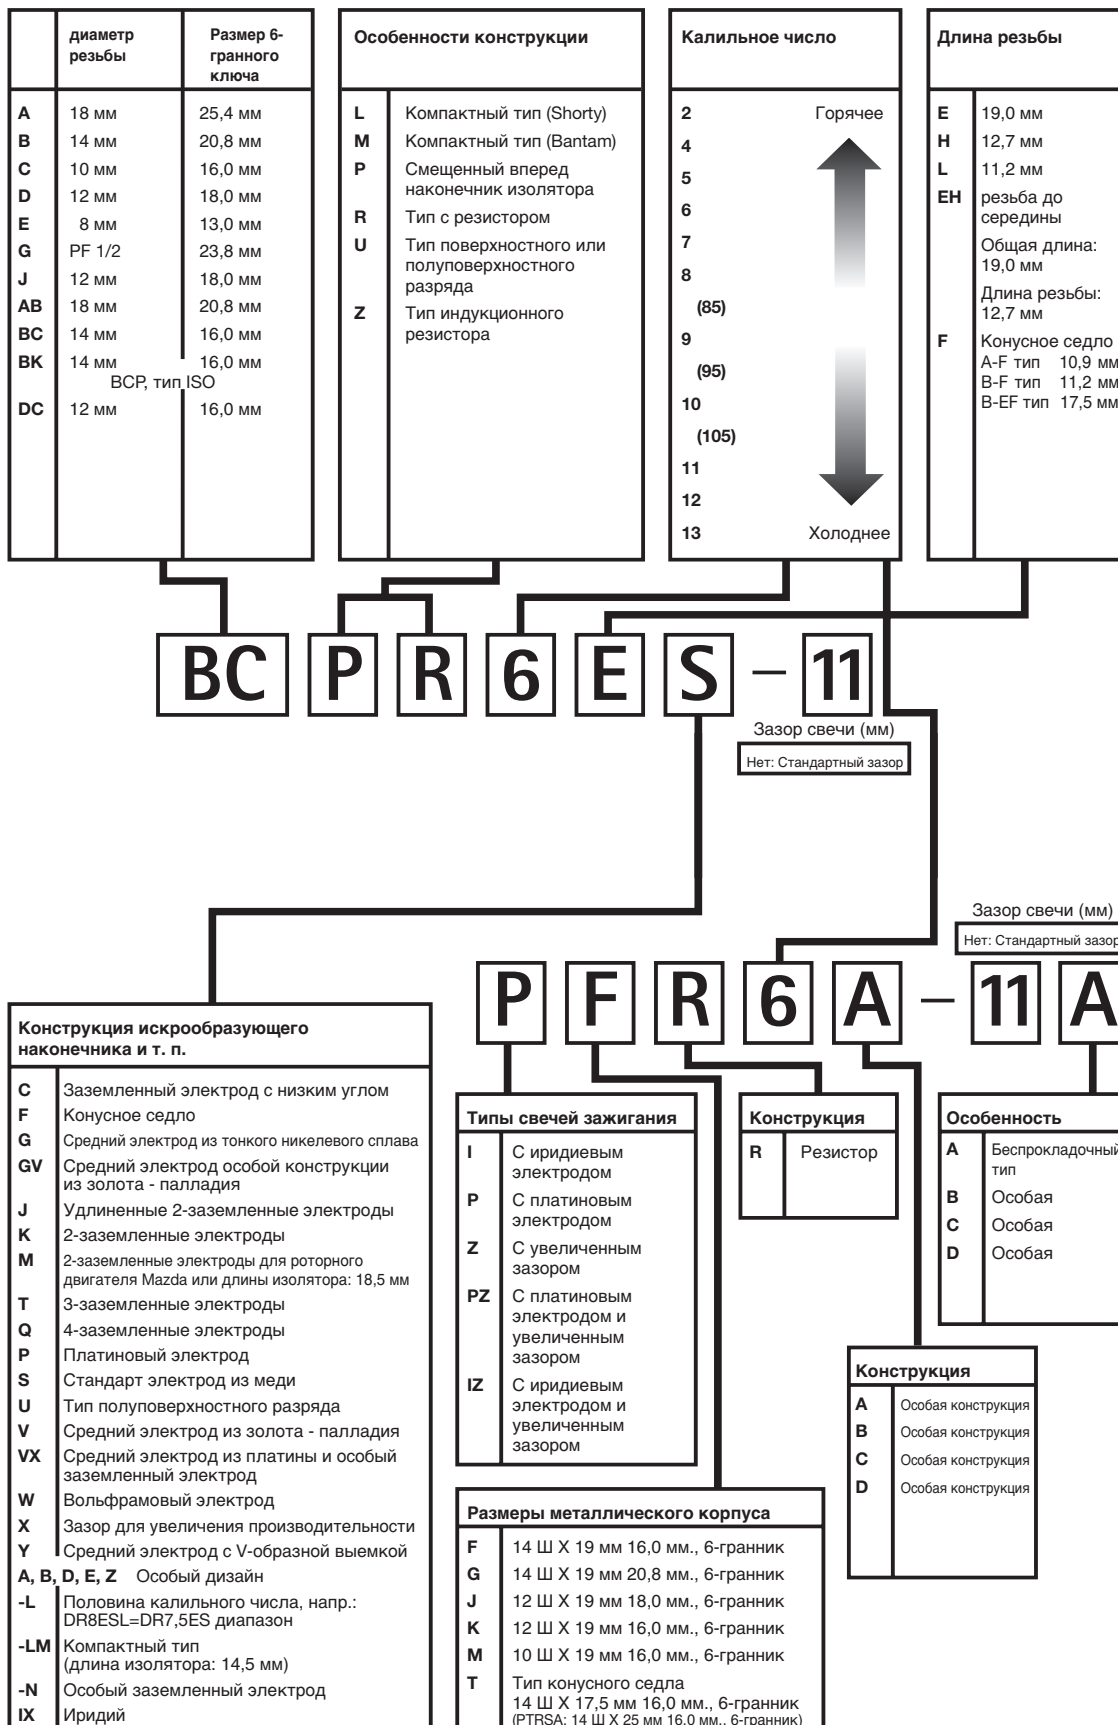 диаметр резьбы
Размер 6-гранного ключа
A 18 мм 25,4 мм
B 14 мм 20,8 мм
C 10 мм 16,0 мм
D 12 мм 18,0 мм
E 8 мм 13,0 мм
G PF 1/2 23,8 мм
J 12 мм 18,0 мм
AB 18 мм 20,8 мм
BC 14 мм 16,0 мм
BK 14 мм 16,0 мм
BCP, тип ISO
DC 12 мм 16,0 мм
Особенности конструкции
L Компактный тип (Shorty)
M Компактный тип (Bantam)
P Смещенный вперед
наконечник изолятора
R Тип с резистором
U Тип поверхностного или
полуповерхностного
разряда
Z Тип индукционного
резистора
Калильное число
2 Горячее
4
5
6
7
8
(85)
9
(95)
10
(105)
11
12
13 Холоднее
Длина резьбы
E 19,0 мм
H 12,7 мм
L 11,2 мм
EH резьба до
середины
Общая длина:
19,0 мм
Длина резьбы:
12,7 мм
F Конусное седло
A-F тип 10,9 мм
B-F тип 11,2 мм
B-EF тип 17,5 мм
BC P R 6 E S – 11
Зазор свечи (мм)
Нет: Стандартный зазор
Зазор свечи (мм)
Нет: Стандартный зазор
P F R 6 A – 11 A
Конструкция искрообразующего
наконечника и т. п.
C Заземленный электрод с низким углом
F Конусное седло
G Средний электрод из тонкого никелевого сплава
GV Средний электрод особой конструкции
из золота - палладия
J Удлиненные 2-заземленные электроды
K 2-заземленные электроды
M 2-заземленные электроды для роторного
двигателя Mazda или длины изолятора: 18,5 мм
T 3-заземленные электроды
Q 4-заземленные электроды
P Платиновый электрод
S Стандарт электрод из меди
U Тип полуповерхностного разряда
V Средний электрод из золота - палладия
VX Средний электрод из платины и особый
заземленный электрод
W Вольфрамовый электрод
X Зазор для увеличения производительности
Y Средний электрод с V-образной выемкой
A, B, D, E, Z Особый дизайн
-L Половина калильного числа, напр.:
DR8ESL=DR7,5ES диапазон
-LM Компактный тип
(длина изолятора: 14,5 мм)
-N Особый заземленный электрод
IX Иридий
Типы свечей зажигания
I С иридиевым
электродом
P С платиновым
электродом
Z С увеличенным
зазором
PZ С платиновым
электродом и
увеличенным
зазором
IZ С иридиевым
электродом и
увеличенным
зазором
Конструкция
R Резистор
Особенность
A Беспрокладочный
тип
B Особая
C Особая
D Особая
Конструкция
A Особая конструкция
B Особая конструкция
C Особая конструкция
D Особая конструкция
Размеры металлического корпуса
F 14 Ш X 19 мм 16,0 мм., 6-гранник
G 14 Ш X 19 мм 20,8 мм., 6-гранник
J 12 Ш X 19 мм 18,0 мм., 6-гранник
K 12 Ш X 19 мм 16,0 мм., 6-гранник
M 10 Ш X 19 мм 16,0 мм., 6-гранник
T Тип конусного седла
14 Ш X 17,5 мм 16,0 мм., 6-гранник
(PTRSA: 14 Ш X 25 мм 16,0 мм., 6-гранник)